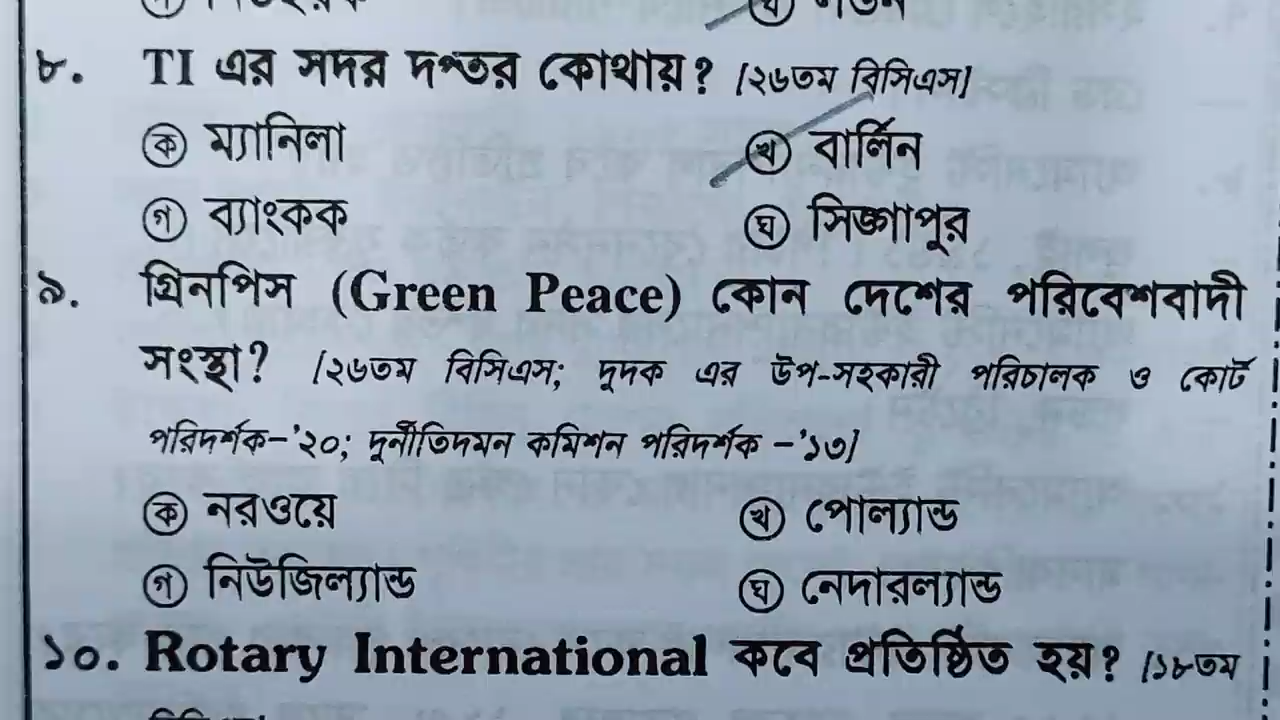 ৮. TI এর সদর দপ্তর কোথায়? [২৬তম বিসিএস]
ক ম্যানিলা খ বার্লিন
গ ব্যাংকক ঘ সিঙ্গাপুর
৯. গ্রিনপিস (Green Peace) কোন দেশের পরিবেশবাদী
সংস্থা? [২৬তম বিসিএস; দুদক এর উপ-সহকারী পরিচালক ও কোর্ট
পরিদর্শক-'২০; দুর্নীতিদমন কমিশন পরিদর্শক -'১৩]
ক নরওয়ে খ পোল্যান্ড
গ নিউজিল্যান্ড ঘ নেদারল্যান্ড
১০. Rotary International কবে প্রতিষ্ঠিত হয়? [১৮তম